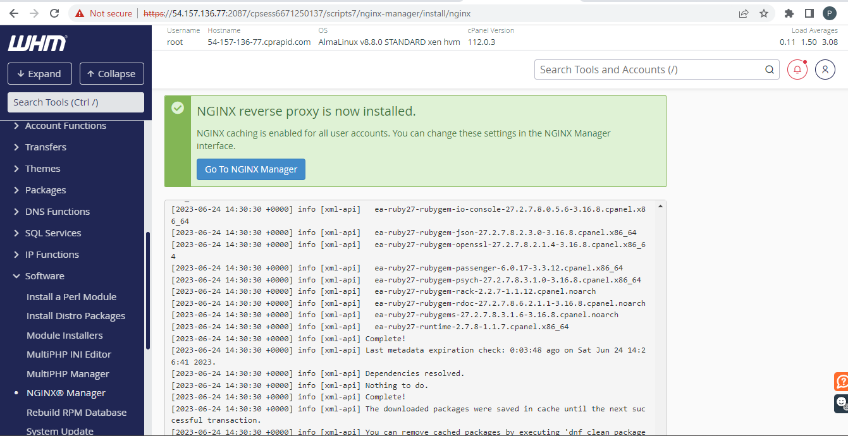 Not secure | https://54.157.136.77:2087/cpsess6671250137/scripts7/nginx-manager/install/nginx
P
WHM
Username Hostname OS cPanel Version Load Averages
root 54-157-136-77.cprapid.com AlmaLinux v8.8.0 STANDARD xen hvm 112.0.3 0.11 1.50 3.08
Expand
Collapse
Search Tools and Accounts (/)
Search Tools (Ctrl /)
Account Functions
Transfers
Themes
Packages
DNS Functions
SQL Services
IP Functions
Software
Install a Perl Module
Install Distro Packages
Module Installers
MultiPHP INI Editor
MultiPHP Manager
NGINX® Manager
Rebuild RPM Database
System Update
NGINX reverse proxy is now installed.
NGINX caching is enabled for all user accounts. You can change these settings in the NGINX Manager
interface.
Go To NGINX Manager
[2023-06-24 14:30:30 +0000] info [xml-api] ea-ruby27-rubygem-io-console-27.2.7.8.0.5.6-3.16.8.cpanel.x8
6_64
[2023-06-24 14:30:30 +0000] info [xml-api] ea-ruby27-rubygem-json-27.2.7.8.2.3.0-3.16.8.cpanel.x86_64
[2023-06-24 14:30:30 +0000] info [xml-api] ea-ruby27-rubygem-openssl-27.2.7.8.2.1.4-3.16.8.cpanel.x86_6
4
[2023-06-24 14:30:30 +0000] info [xml-api] ea-ruby27-rubygem-passenger-6.0.17-3.3.12.cpanel.x86_64
[2023-06-24 14:30:30 +0000] info [xml-api] ea-ruby27-rubygem-psych-27.2.7.8.3.1.0-3.16.8.cpanel.x86_64
[2023-06-24 14:30:30 +0000] info [xml-api] ea-ruby27-rubygem-rack-2.2.7-1.1.12.cpanel.noarch
[2023-06-24 14:30:30 +0000] info [xml-api] ea-ruby27-rubygem-rdoc-27.2.7.8.6.2.1.1-3.16.8.cpanel.noarch
[2023-06-24 14:30:30 +0000] info [xml-api] ea-ruby27-rubygems-27.2.7.8.3.1.6-3.16.8.cpanel.noarch
[2023-06-24 14:30:30 +0000] info [xml-api] ea-ruby27-runtime-2.7.8-1.1.7.cpanel.x86_64
[2023-06-24 14:30:30 +0000] info [xml-api] Complete!
[2023-06-24 14:30:30 +0000] info [xml-api] Last metadata expiration check: 0:03:48 ago on Sat Jun 24 14:2
6:41 2023.
[2023-06-24 14:30:30 +0000] info [xml-api] Dependencies resolved.
[2023-06-24 14:30:30 +0000] info [xml-api] Nothing to do.
[2023-06-24 14:30:30 +0000] info [xml-api] Complete!
[2023-06-24 14:30:30 +0000] info [xml-api] The downloaded packages were saved in cache until the next suc
cessful transaction.
[2023-06-24 14:30:30 +0000] info [xml-api] You can remove cached packages by executing 'dnf clean package